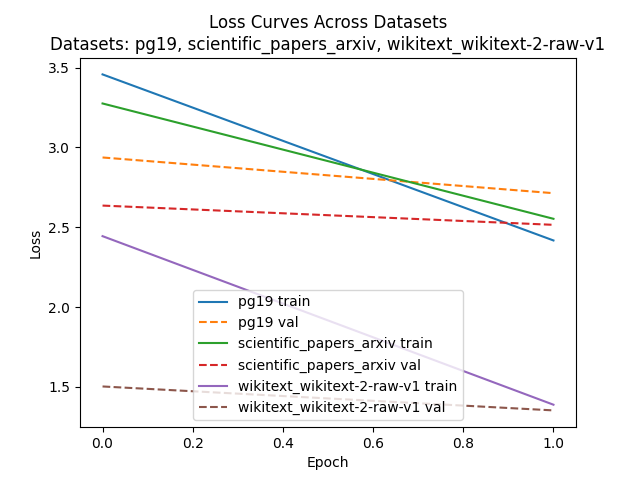 Loss Curves Across Datasets
Datasets: pg19, scientific_papers_arxiv, wikitext_wikitext-2-raw-v1
3.5
3.0
2.5
2.0
1.5
Loss
pg19 train
pg19 val
scientific_papers_arxiv train
scientific_papers_arxiv val
wikitext_wikitext-2-raw-v1 train
wikitext_wikitext-2-raw-v1 val
0.0 0.2 0.4 0.6 0.8 1.0
Epoch